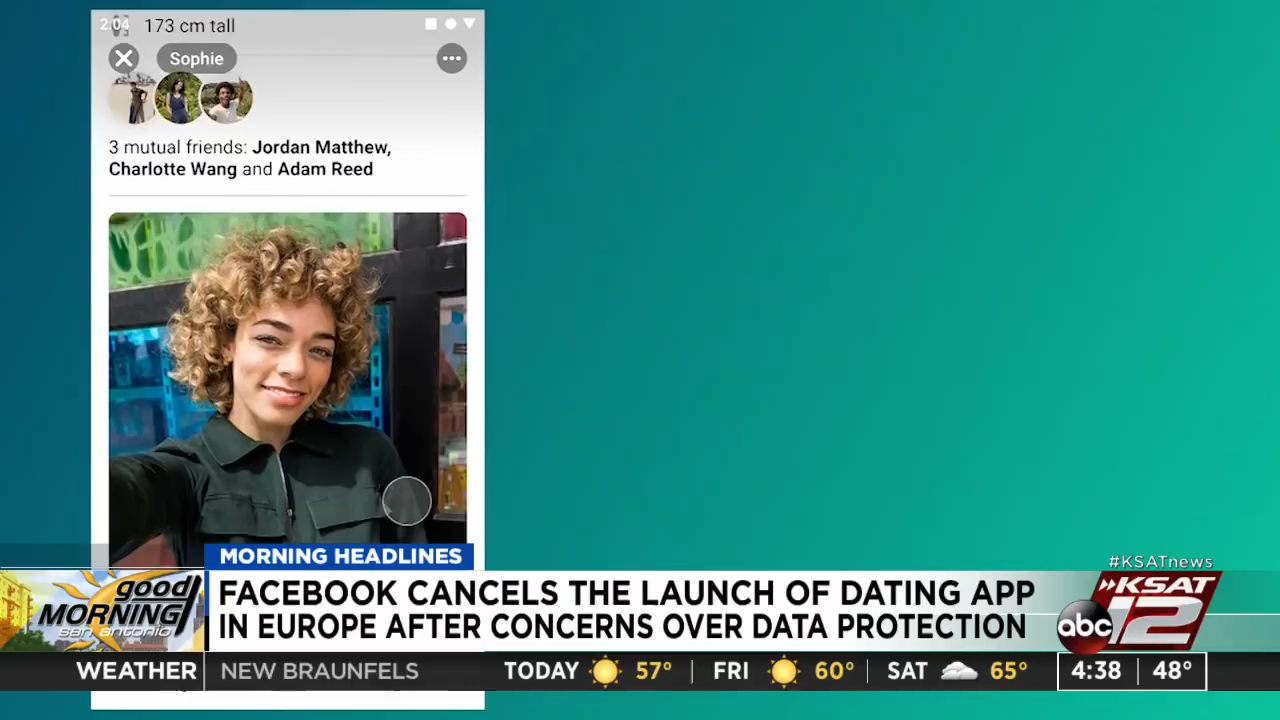 2:04
173 cm tall
Sophie
3 mutual friends: Jordan Matthew,
Charlotte Wang and Adam Reed
MORNING HEADLINES
#KSATnews
good
MORNING
san antonio
FACEBOOK CANCELS THE LAUNCH OF DATING APP
IN EUROPE AFTER CONCERNS OVER DATA PROTECTION
KSAT
abc 12
WEATHER NEW BRAUNFELS TODAY 57° FRI 60° SAT 65° 4:38 48°